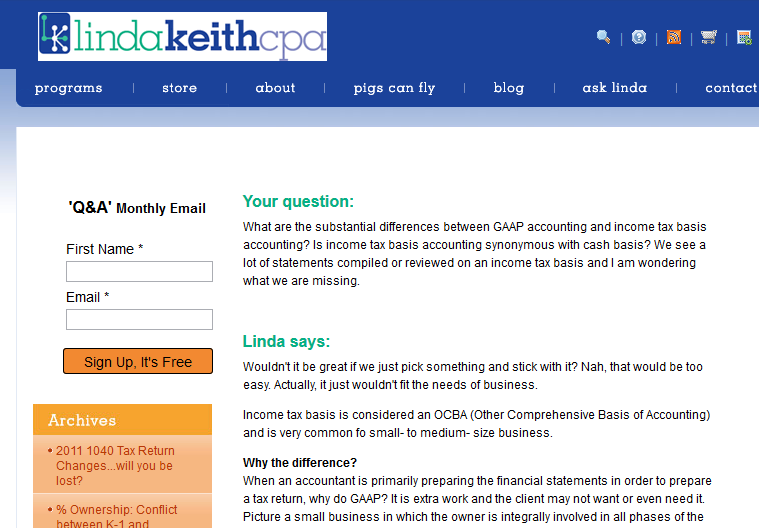 lindakeithcpa
programs
store
about
pigs can fly
blog
ask linda
contact
'Q&A' Monthly Email
First Name *
Email *
Sign Up, It's Free
Archives
2011 1040 Tax Return
Changes...will you be
lost?
% Ownership: Conflict
between K-1 and
Your question:
What are the substantial differences between GAAP accounting and income tax basis
accounting? Is income tax basis accounting synonymous with cash basis? We see a
lot of statements compiled or reviewed on an income tax basis and I am wondering
what we are missing.
Linda says:
Wouldn't it be great if we just pick something and stick with it? Nah, that would be too
easy. Actually, it just wouldn't fit the needs of business.
Income tax basis is considered an OCBA (Other Comprehensive Basis of Accounting)
and is very common fo small- to medium- size business.
Why the difference?
When an accountant is primarily preparing the financial statements in order to prepare
a tax return, why do GAAP? It is extra work and the client may not want or even need it.
Picture a small business in which the owner is integrally involved in all phases of the